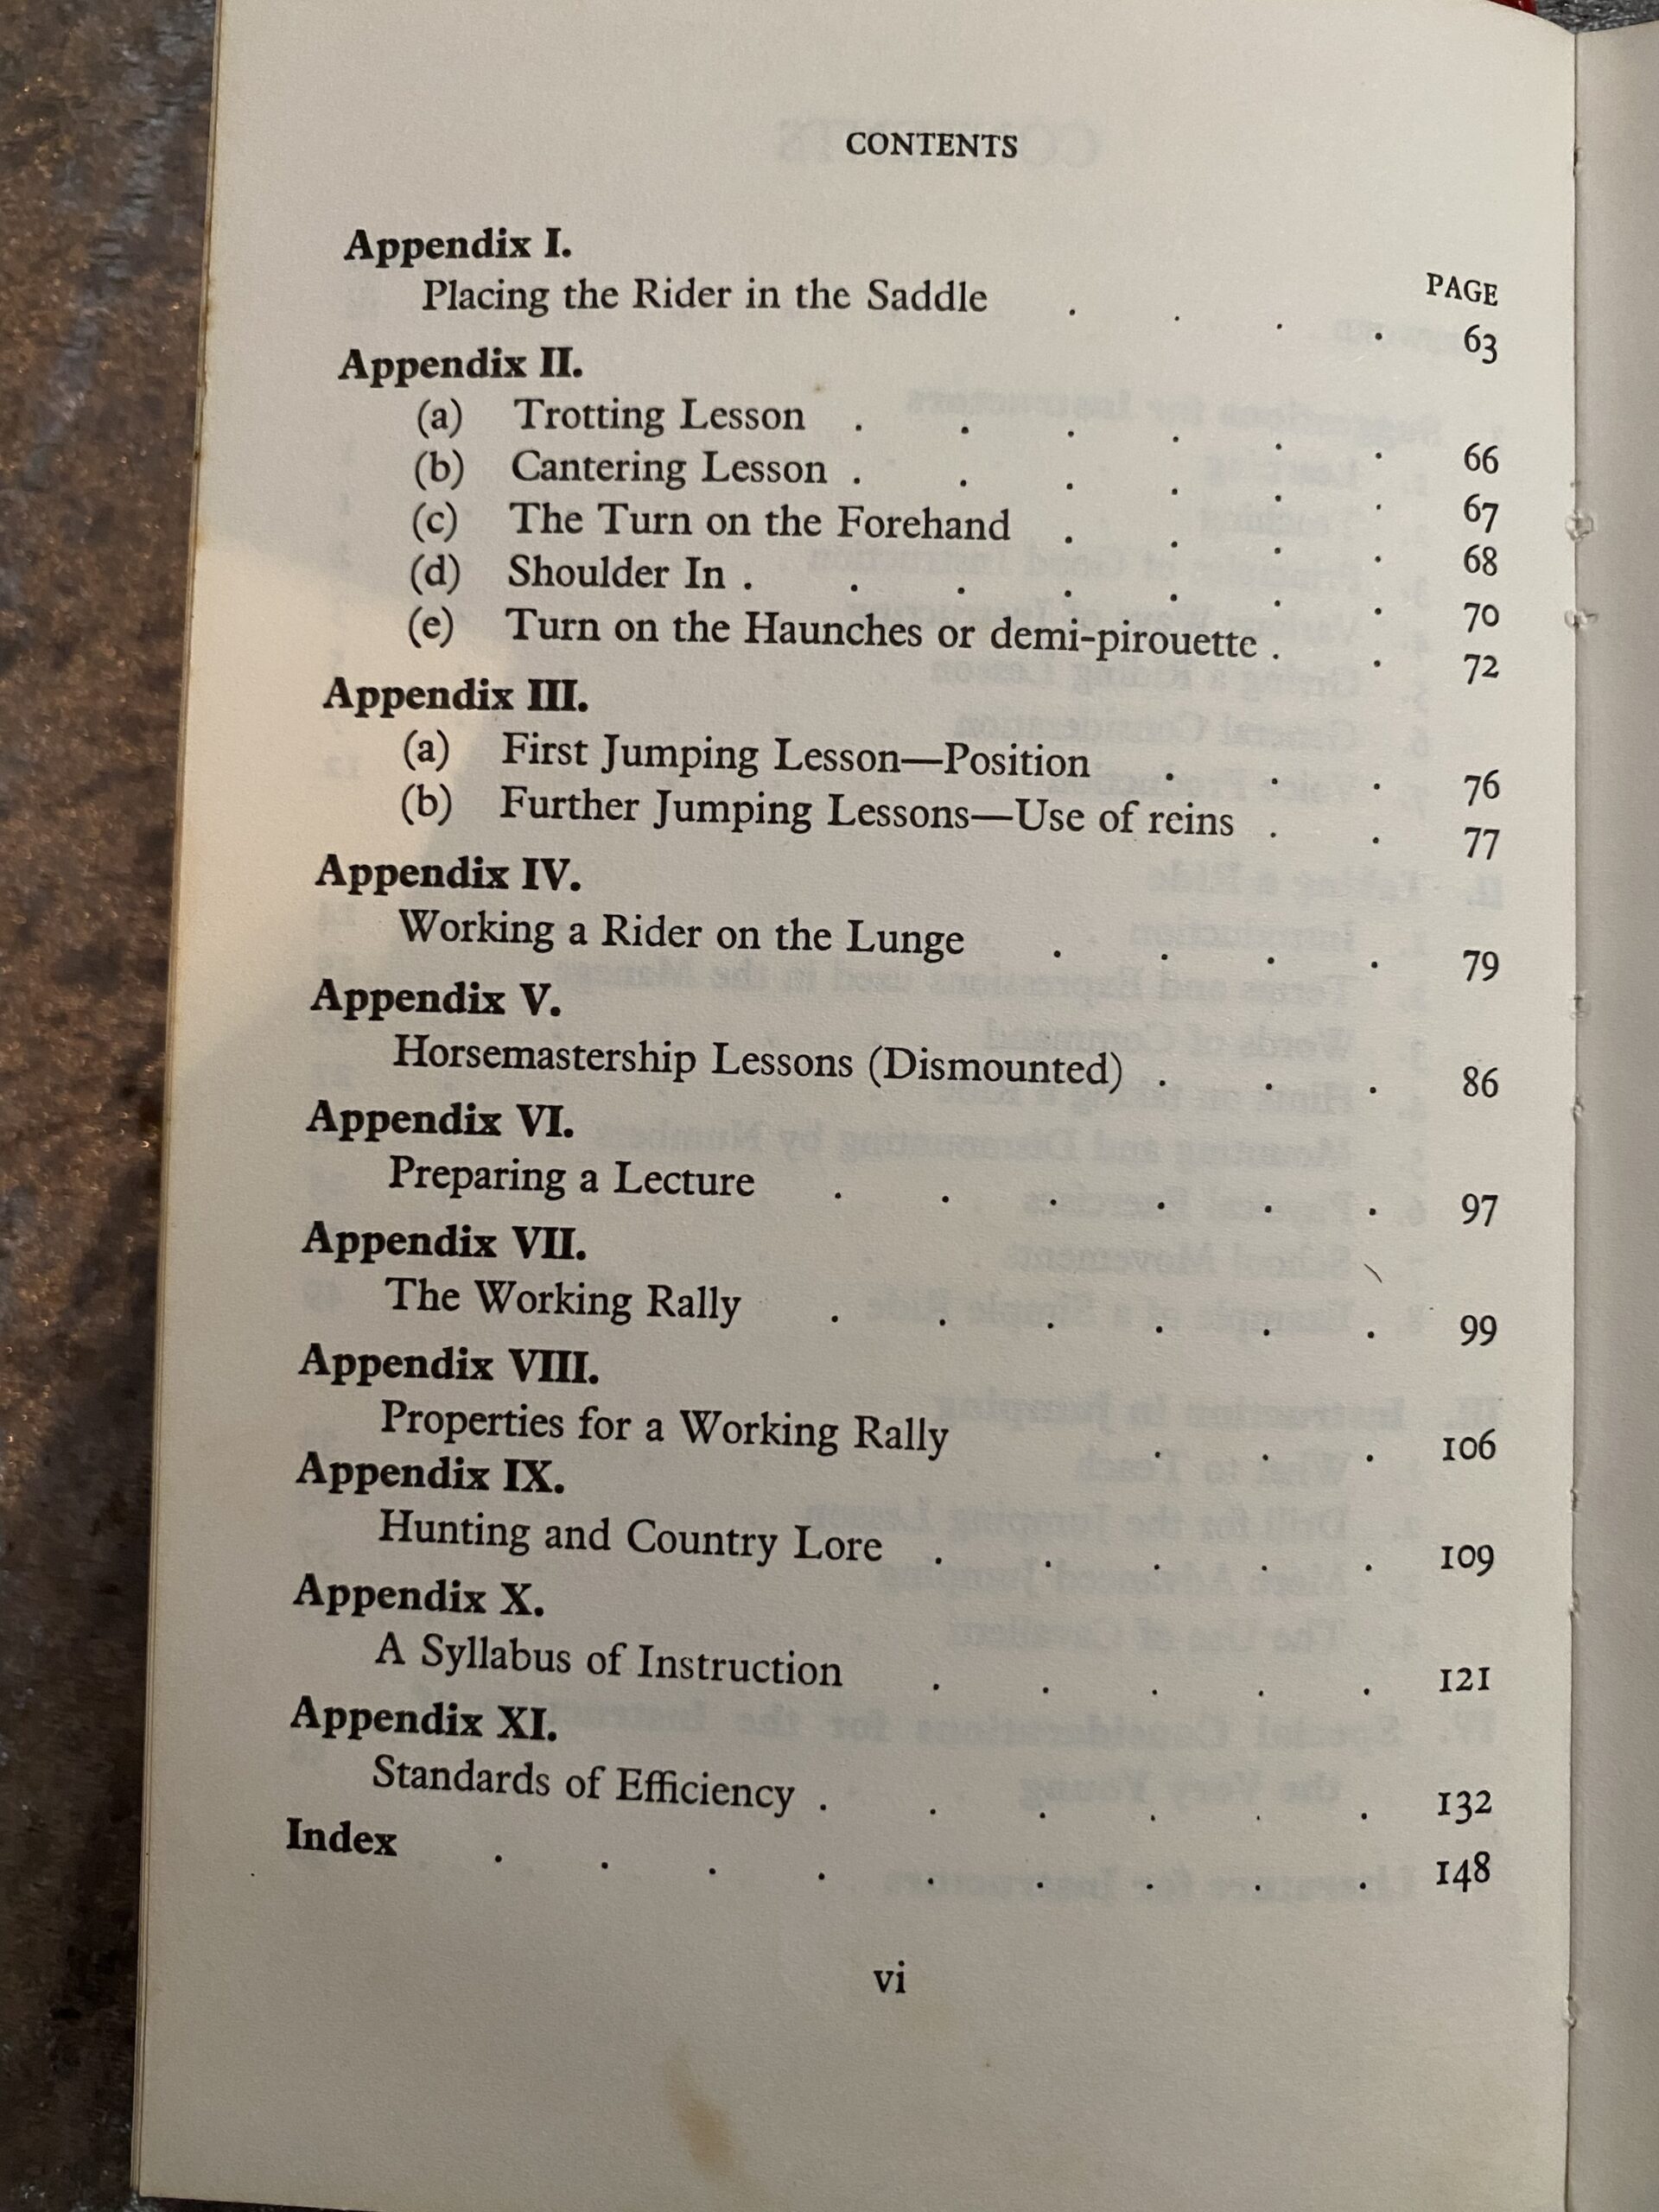 CONTENTS
Appendix I.
PAGE
Placing the Rider in the Saddle . . . . 63
Appendix II.
(a) Trotting Lesson . . . . . . 66
(b) Cantering Lesson . . . . . . 67
(c) The Turn on the Forehand . . . . 68
(d) Shoulder In . . . . . . . 70
(e) Turn on the Haunches or demi-pirouette . . 72
Appendix III.
(a) First Jumping Lesson—Position . . . 76
(b) Further Jumping Lessons—Use of reins . . 77
Appendix IV.
Working a Rider on the Lunge . . . . 79
Appendix V.
Horsemastership Lessons (Dismounted) . . . 86
Appendix VI.
Preparing a Lecture . . . . . . 97
Appendix VII.
The Working Rally . . . . . . 99
Appendix VIII.
Properties for a Working Rally . . . 106
Appendix IX.
Hunting and Country Lore . . . . . 109
Appendix X.
A Syllabus of Instruction . . . . . 121
Appendix XI.
Standards of Efficiency . . . . . . 132
Index . . . . . . . . . 148
vi